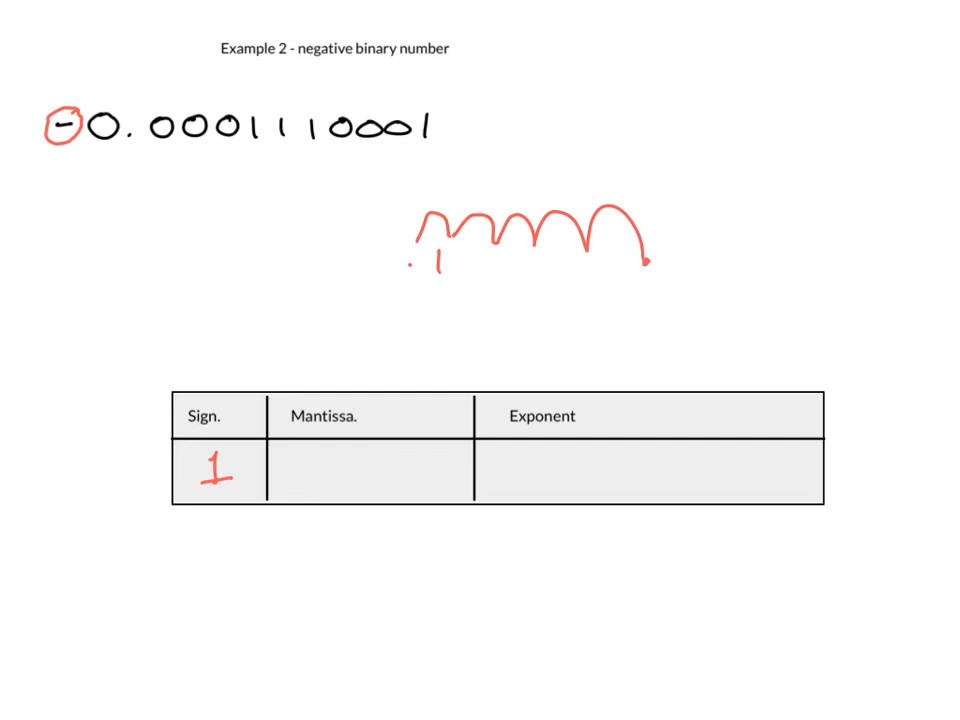 Example 2 - negative binary number
-0.0001110001
.1
Sign. Mantissa. Exponent
1